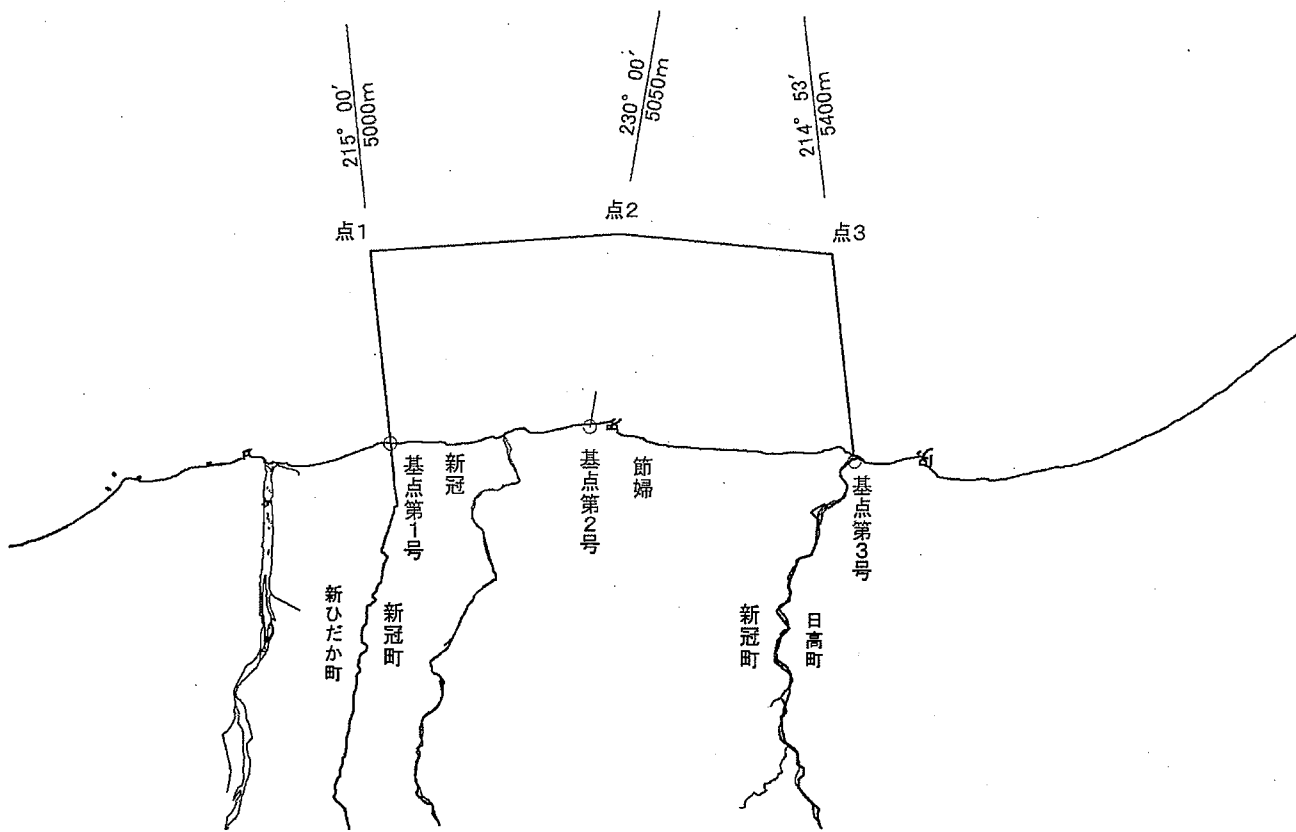 215° 00′
5000m
230° 00′
5050m
214° 53′
5400m
点1
点2
点3
基点第1号
新冠
基点第2号
節婦
基点第3号
新ひだか町
新冠町
新冠町
日高町